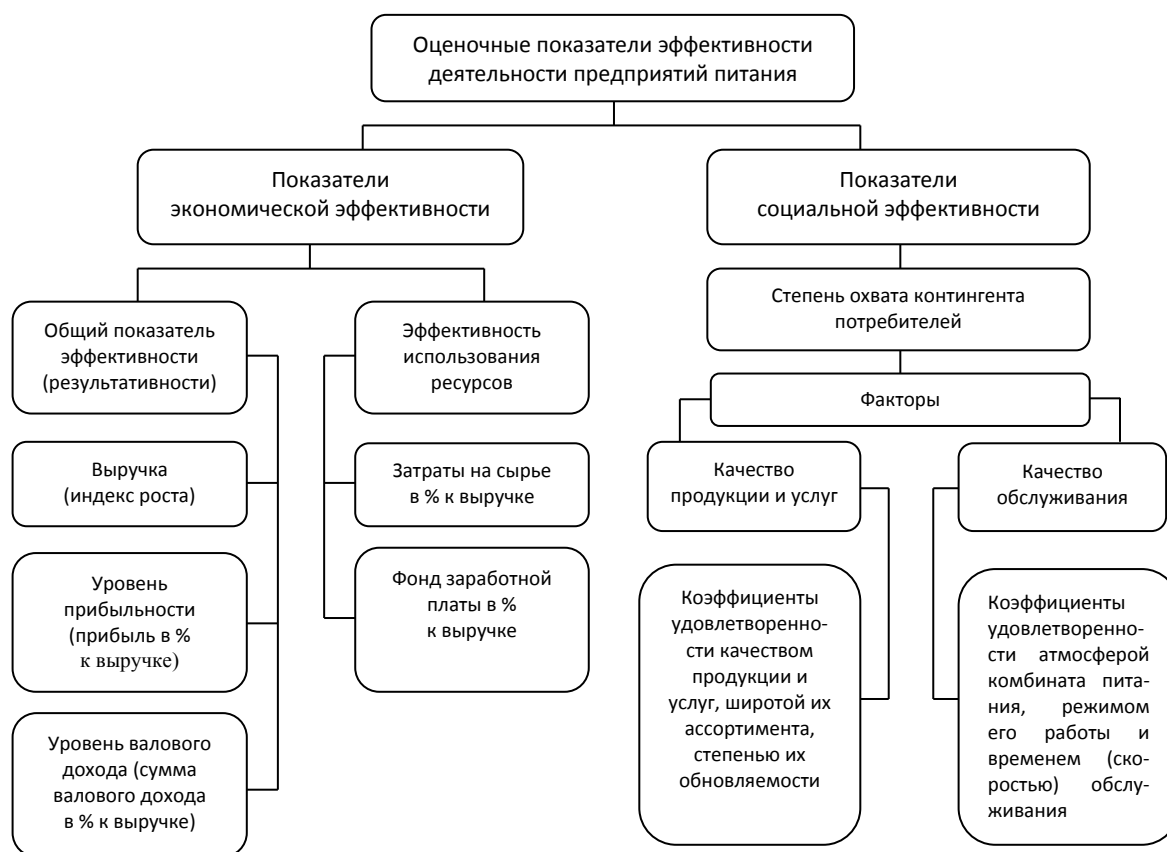 Оценочные показатели эффективности
деятельности предприятий питания
Показатели
экономической эффективности
Показатели
социальной эффективности
Общий показатель
эффективности
(результативности)
Эффективность
использования
ресурсов
Степень охвата контингента
потребителей
Факторы
Выручка
(индекс роста)
Затраты на сырье
в % к выручке
Качество
продукции и услуг
Качество
обслуживания
Уровень
прибыльности
(прибыль в %
к выручке)
Фонд заработной
платы в %
к выручке
Коэффициенты
удовлетворенно-
сти качеством
продукции и
услуг, широтой их
ассортимента,
степенью их
обновляемости
Коэффициенты
удовлетворенно-
сти атмосферой
комбината пита-
ния, режимом
его работы и
временем (ско-
ростью) обслу-
живания
Уровень валового
дохода (сумма
валового дохода
в % к выручке)